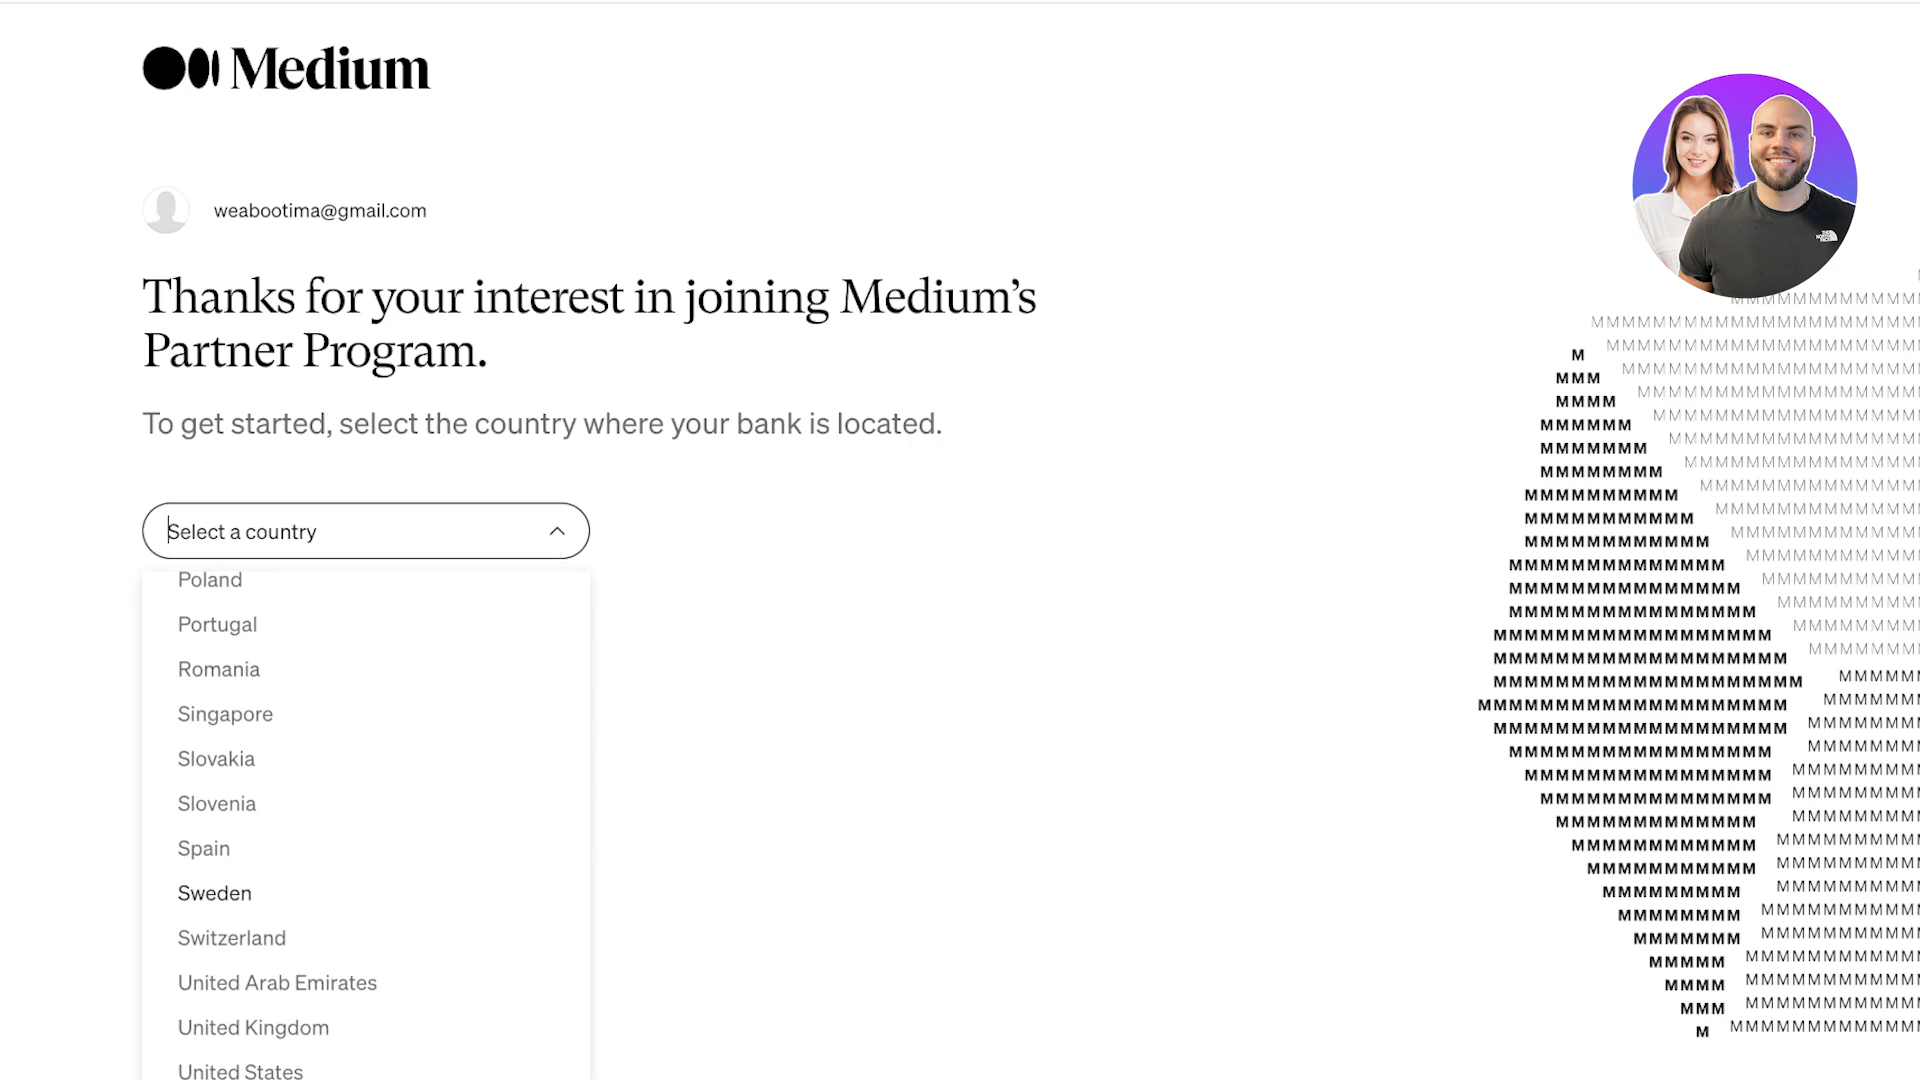 Medium
weabootima@gmail.com
Thanks for your interest in joining Medium's
Partner Program.
To get started, select the country where your bank is located.
Select a country
Poland
Portugal
Romania
Singapore
Slovakia
Slovenia
Spain
Sweden
Switzerland
United Arab Emirates
United Kingdom
United States